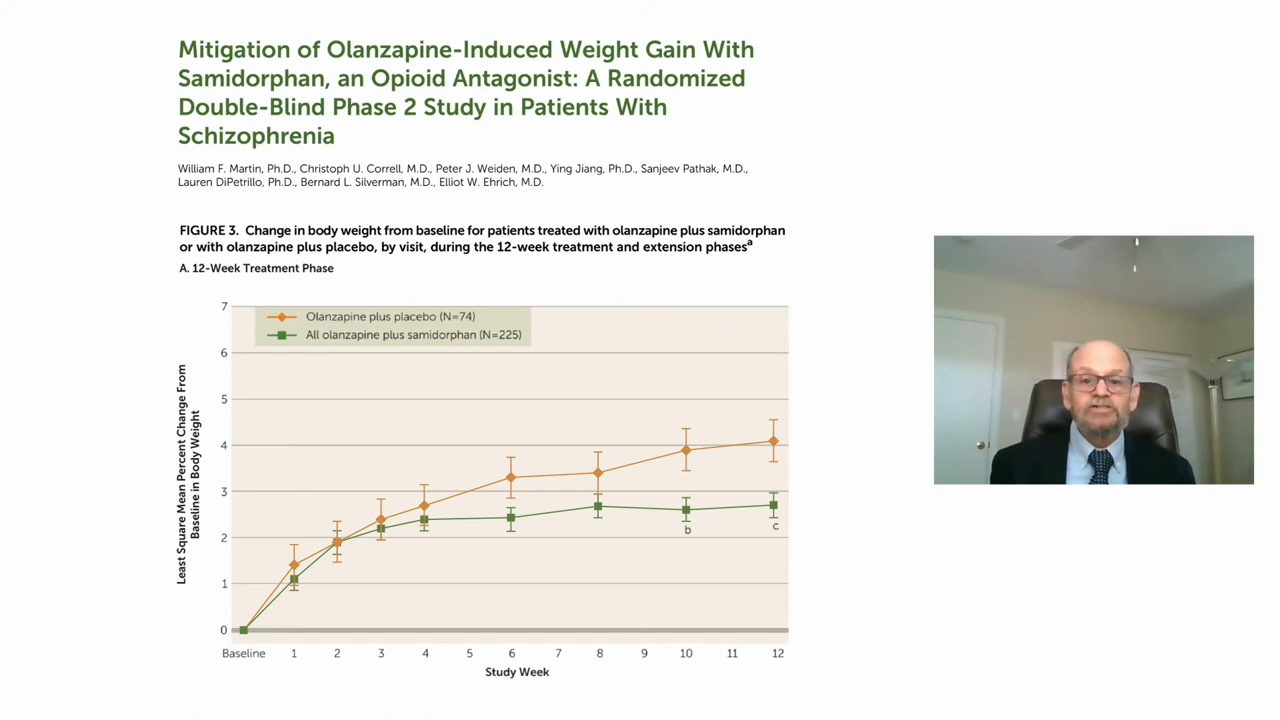 Mitigation of Olanzapine-Induced Weight Gain With
Samidorphan, an Opioid Antagonist: A Randomized
Double-Blind Phase 2 Study in Patients With
Schizophrenia
William F. Martin, Ph.D., Christoph U. Correll, M.D., Peter J. Weiden, M.D., Ying Jiang, Ph.D., Sanjeev Pathak, M.D.,
Lauren DiPetrillo, Ph.D., Bernard L. Silverman, M.D., Elliot W. Ehrich, M.D.
FIGURE 3. Change in body weight from baseline for patients treated with olanzapine plus samidorphan
or with olanzapine plus placebo, by visit, during the 12-week treatment and extension phasesa
A. 12-Week Treatment Phase
Least Square Mean Percent Change From
Baseline in Body Weight
7
6
5
4
3
2
1
0
Olanzapine plus placebo (N=74)
All olanzapine plus samidorphan (N=225)
b
c
Baseline 1 2 3 4 5 6 7 8 9 10 11 12
Study Week